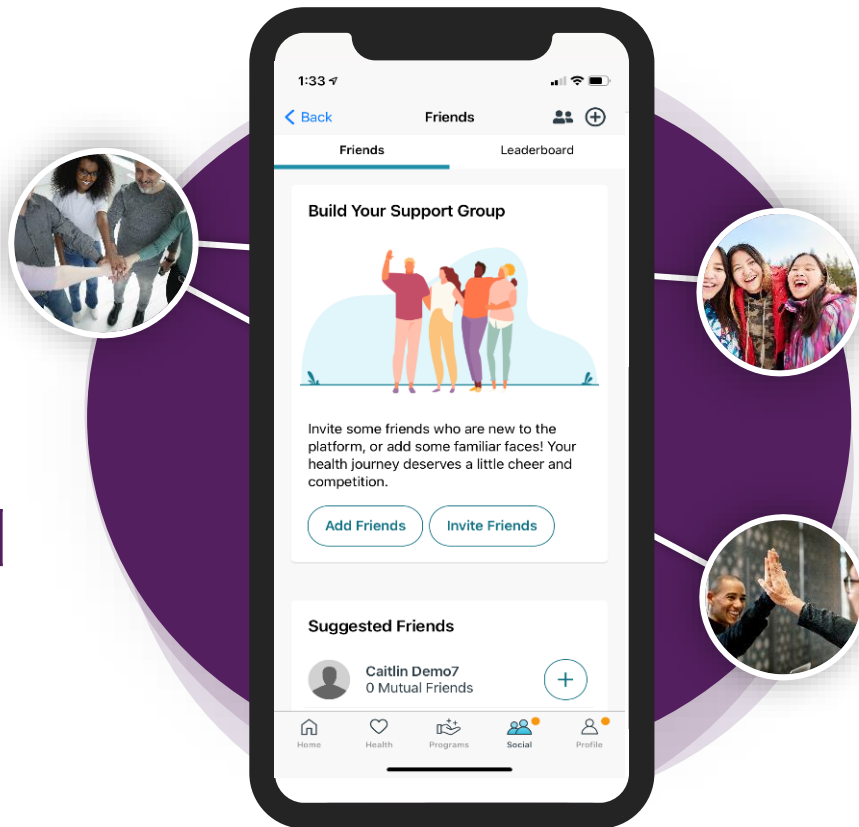 1:33
Back
Friends
Friends
Leaderboard
Build Your Support Group
Invite some friends who are new to the
platform, or add some familiar faces! Your
health journey deserves a little cheer and
competition.
Add Friends
Invite Friends
Suggested Friends
Caitlin Demo7
0 Mutual Friends
Home
Health
Programs
Social
Profile